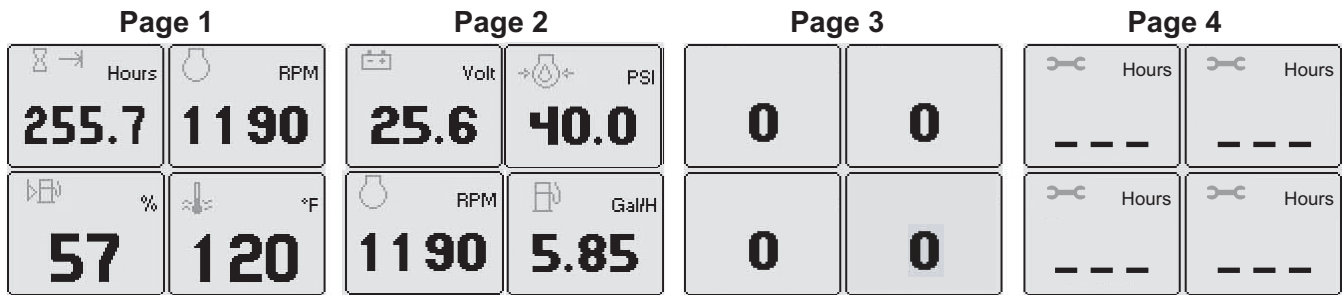 Page 1 Page 2 Page 3 Page 4
Hours RPM Volt PSI Hours Hours
255.7 1190 25.6 40.0 0 0 _ _ _ _ _ _
% °F RPM Gal/H Hours Hours
57 120 1190 5.85 0 0 _ _ _ _ _ _